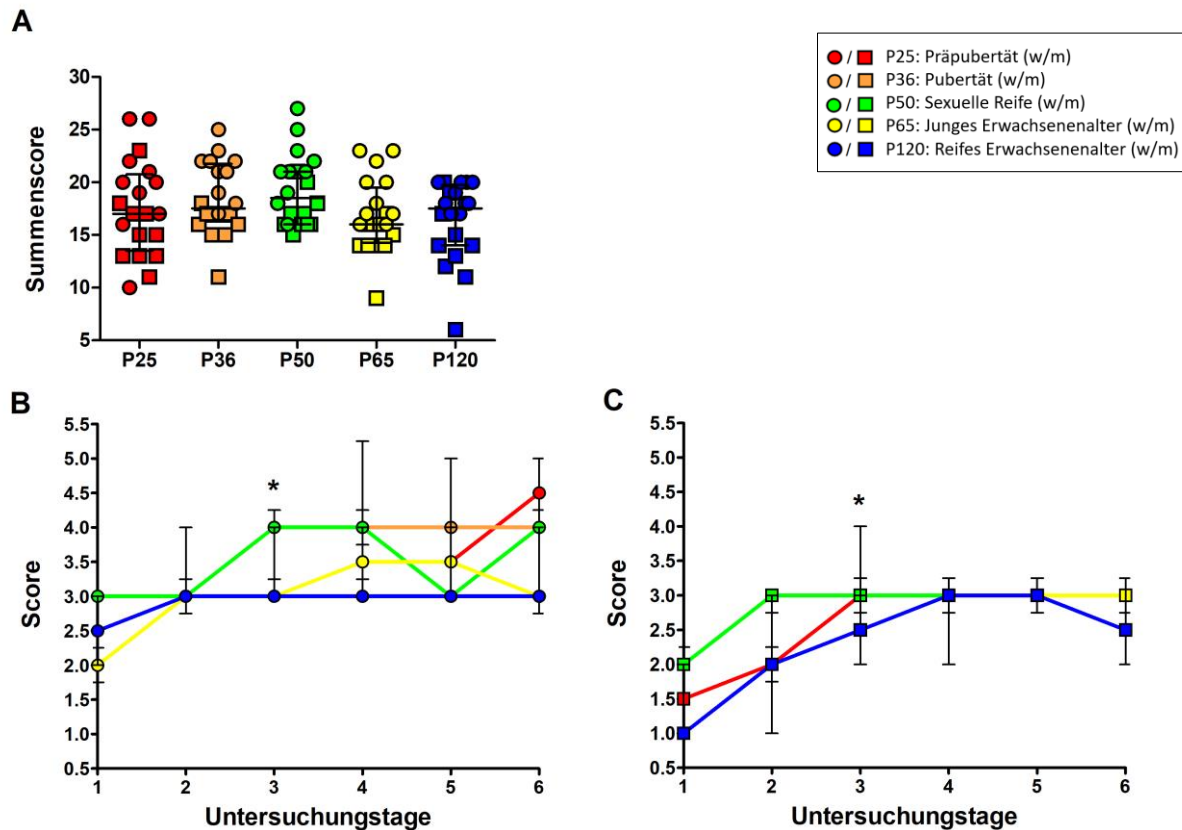 A
P25: Präpubertät (w/m)
P36: Pubertät (w/m)
P50: Sexuelle Reife (w/m)
P65: Junges Erwachsenenalter (w/m)
P120: Reifes Erwachsenenalter (w/m)
Summenscore
30
25
20
15
10
5
P25 P36 P50 P65 P120
B
Score
5.5
5.0
4.5
4.0
3.5
3.0
2.5
2.0
1.5
1.0
0.5
*
1 2 3 4 5 6
Untersuchungstage
C
Score
5.5
5.0
4.5
4.0
3.5
3.0
2.5
2.0
1.5
1.0
0.5
*
1 2 3 4 5 6
Untersuchungstage